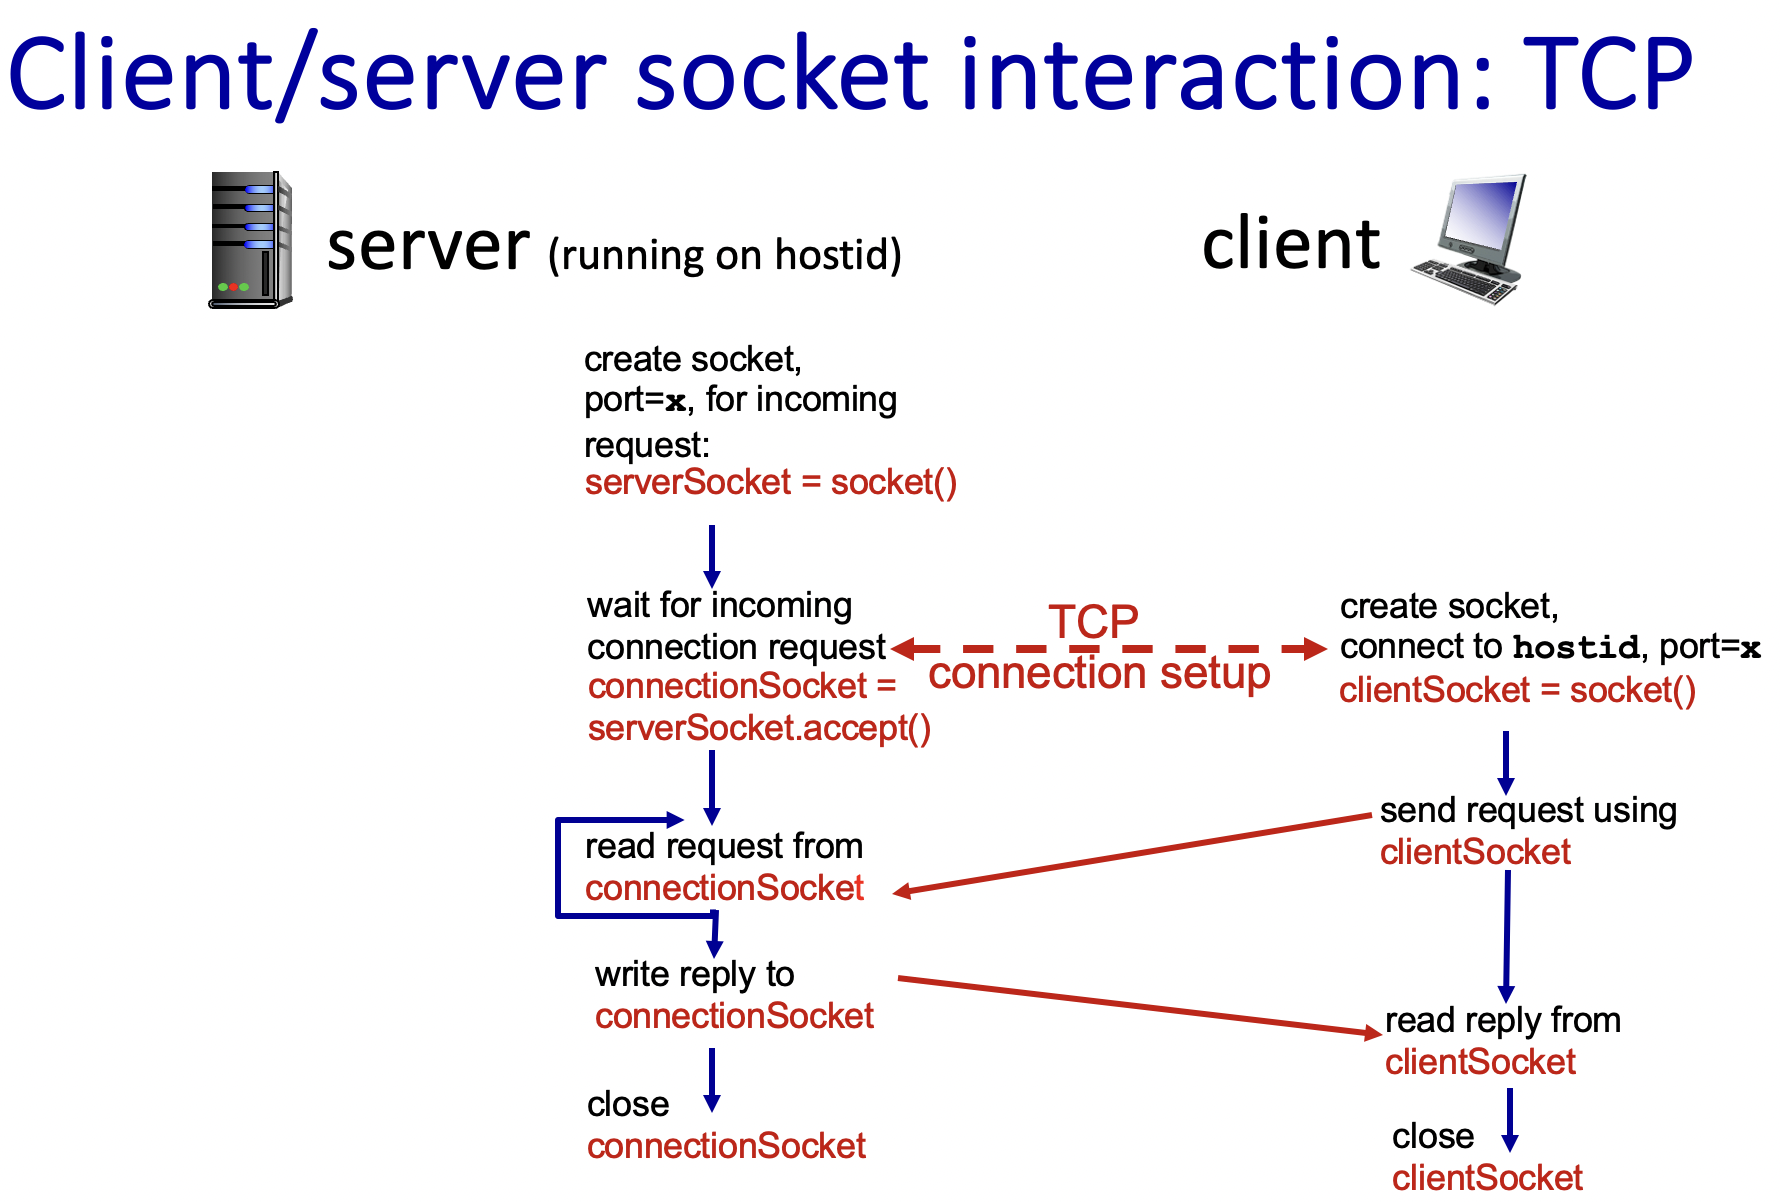 Client/server socket interaction: TCP
server (running on hostid)
client
create socket,
port=x, for incoming
request:
serverSocket = socket()
wait for incoming
connection request
connectionSocket =
serverSocket.accept()
TCP
connection setup
create socket,
connect to hostid, port=x
clientSocket = socket()
read request from
connectionSocket
send request using
clientSocket
write reply to
connectionSocket
read reply from
clientSocket
close
connectionSocket
close
clientSocket